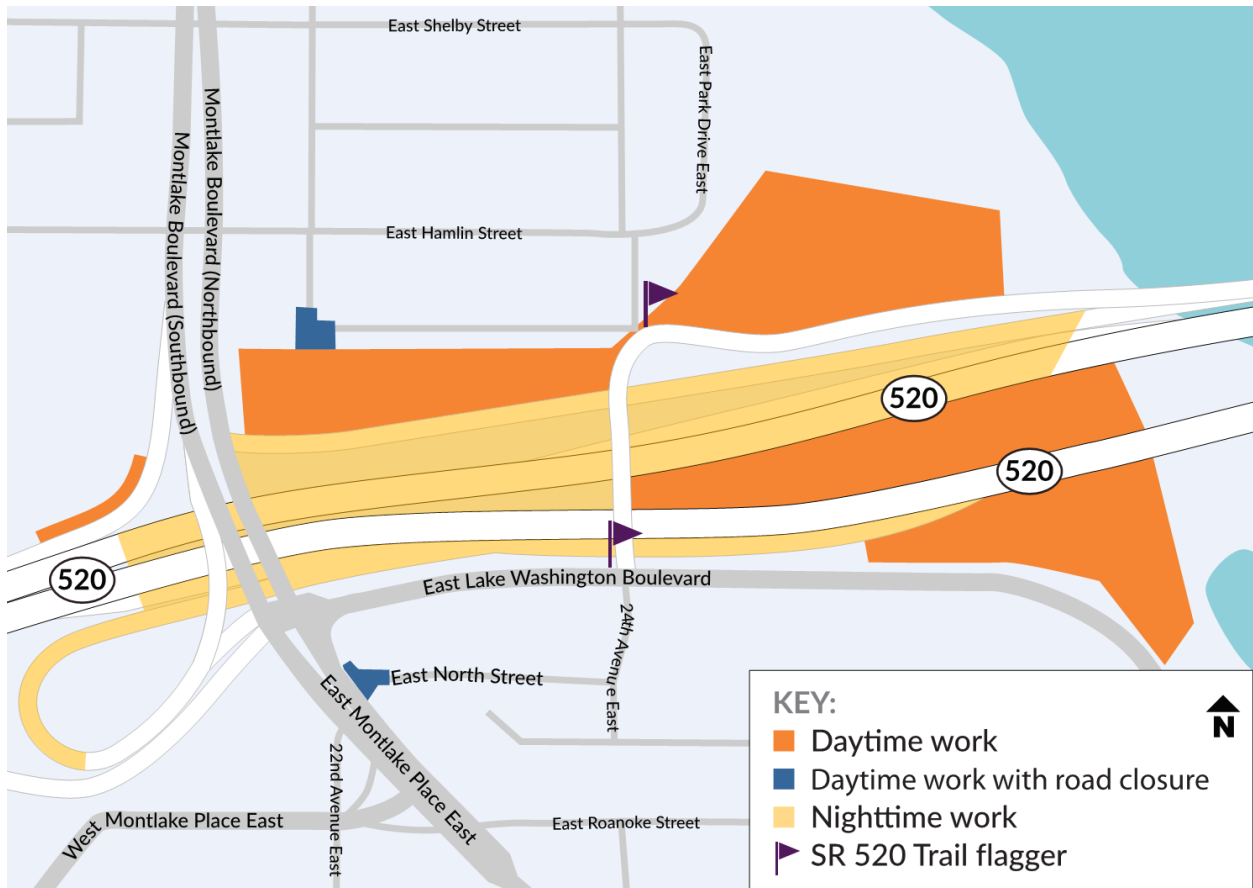 East Shelby Street
East Park Drive East
Montlake Boulevard (Northbound)
Montlake Boulevard (Southbound)
East Hamlin Street
520
520
520
East Lake Washington Boulevard
24th Avenue East
East North Street
East Montlake Place East
22nd Avenue East
West Montlake Place East
East Roanoke Street
KEY:
N
Daytime work
Daytime work with road closure
Nighttime work
SR 520 Trail flagger